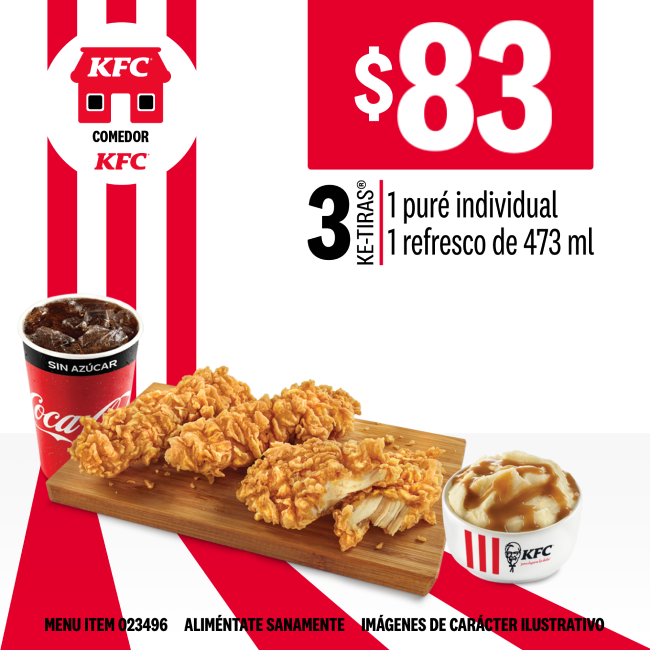 KFC
COMEDOR
KFC
$83
3 KE-TIRAS®
1 puré individual
1 refresco de 473 ml
SIN AZÚCAR
Coca-Co
KFC
MENU ITEM 023496 ALIMÉNTATE SANAMENTE IMÁGENES DE CARÁCTER ILUSTRATIVO